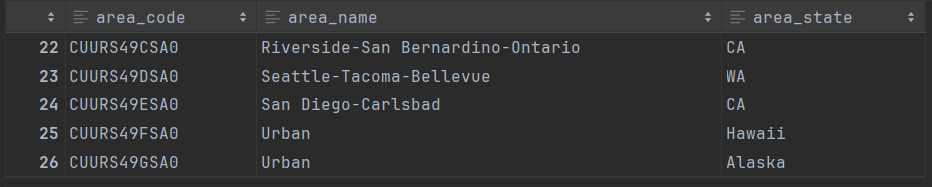 area_code area_name area_state
22 CUURS49CSA0 Riverside-San Bernardino-Ontario CA
23 CUURS49DSA0 Seattle-Tacoma-Bellevue WA
24 CUURS49ESA0 San Diego-Carlsbad CA
25 CUURS49FSA0 Urban Hawaii
26 CUURS49GSA0 Urban Alaska